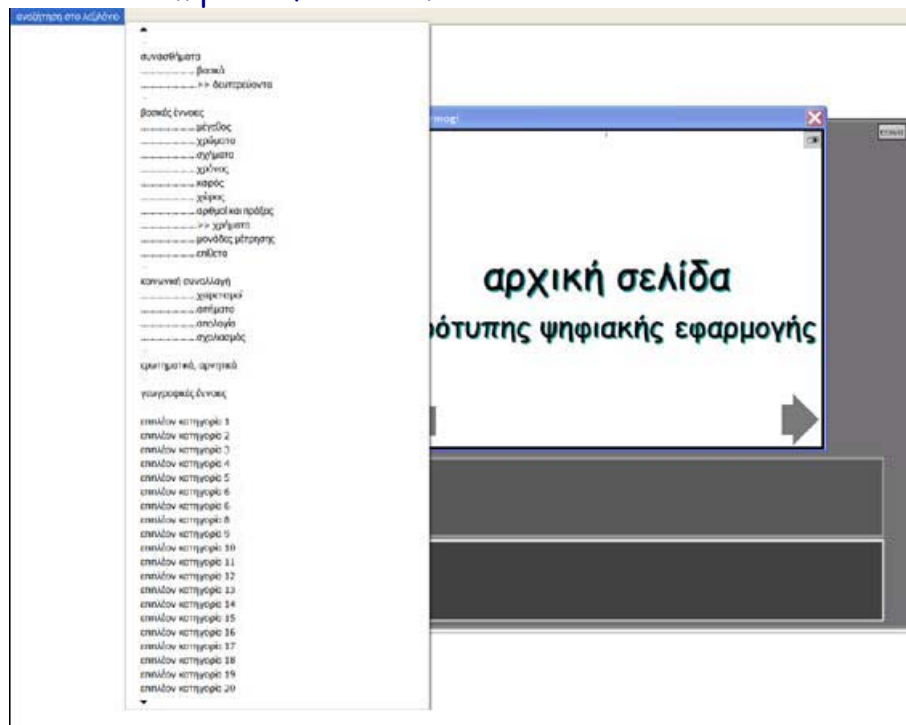 αναζήτηση στο λεξιλόγιο
συναισθήματα
.................. βασικά
.................. >> δευτερεύοντα
βασικές έννοιες
.................. μέγεθος
.................. χρώματα
.................. σχήματα
.................. χρόνος
.................. καιρός
.................. χώρος
.................. αριθμοί και πράξεις
.................. >> χρήματα
.................. μονάδες μέτρησης
.................. επίθετα
κοινωνική συναλλαγή
.................. χαιρετισμοί
.................. αιτήματα
.................. απολογία
.................. σχολιασμός
ερωτηματικά, αρνητικά
γεωγραφικές έννοιες
επιπλέον κατηγορία 1
επιπλέον κατηγορία 2
επιπλέον κατηγορία 3
επιπλέον κατηγορία 4
επιπλέον κατηγορία 5
επιπλέον κατηγορία 6
επιπλέον κατηγορία 6
επιπλέον κατηγορία 8
επιπλέον κατηγορία 9
επιπλέον κατηγορία 10
επιπλέον κατηγορία 11
επιπλέον κατηγορία 12
επιπλέον κατηγορία 13
επιπλέον κατηγορία 14
επιπλέον κατηγορία 15
επιπλέον κατηγορία 16
επιπλέον κατηγορία 17
επιπλέον κατηγορία 18
επιπλέον κατηγορία 19
επιπλέον κατηγορία 20
rmogi
αρχική σελίδα
ότυπης ψηφιακής εφαρμογής